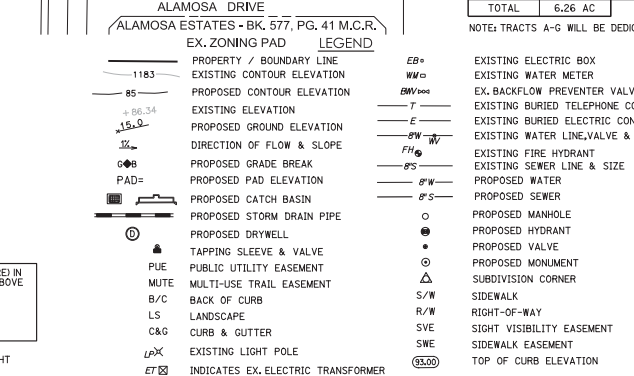 ALAMOSA DRIVE
ALAMOSA ESTATES - BK. 577, PG. 41 M.C.R.
EX. ZONING PAD LEGEND
PROPERTY / BOUNDARY LINE
1183 EXISTING CONTOUR ELEVATION
85 PROPOSED CONTOUR ELEVATION
+ 86.34 EXISTING ELEVATION
15.0 PROPOSED GROUND ELEVATION
1% DIRECTION OF FLOW & SLOPE
G B PROPOSED GRADE BREAK
PAD= PROPOSED PAD ELEVATION
PROPOSED CATCH BASIN
PROPOSED STORM DRAIN PIPE
D PROPOSED DRYWELL
TAPPING SLEEVE & VALVE
PUE PUBLIC UTILITY EASEMENT
MUTE MULTI-USE TRAIL EASEMENT
B/C BACK OF CURB
LS LANDSCAPE
C&G CURB & GUTTER
LP EXISTING LIGHT POLE
ET INDICATES EX. ELECTRIC TRANSFORMER
TOTAL 6.26 AC
NOTE: TRACTS A-G WILL BE DEDIC
EB EXISTING ELECTRIC BOX
WM EXISTING WATER METER
BWV EX. BACKFLOW PREVENTER VALV
T EXISTING BURIED TELEPHONE CO
E EXISTING BURIED ELECTRIC CON
8"W WV EXISTING WATER LINE,VALVE &
FH EXISTING FIRE HYDRANT
8"S EXISTING SEWER LINE & SIZE
8"W PROPOSED WATER
8"S PROPOSED SEWER
PROPOSED MANHOLE
PROPOSED HYDRANT
PROPOSED VALVE
PROPOSED MONUMENT
SUBDIVISION CORNER
S/W SIDEWALK
R/W RIGHT-OF-WAY
SVE SIGHT VISIBILITY EASEMENT
SWE SIDEWALK EASEMENT
93.00 TOP OF CURB ELEVATION
RE) IN
BOVE
HT